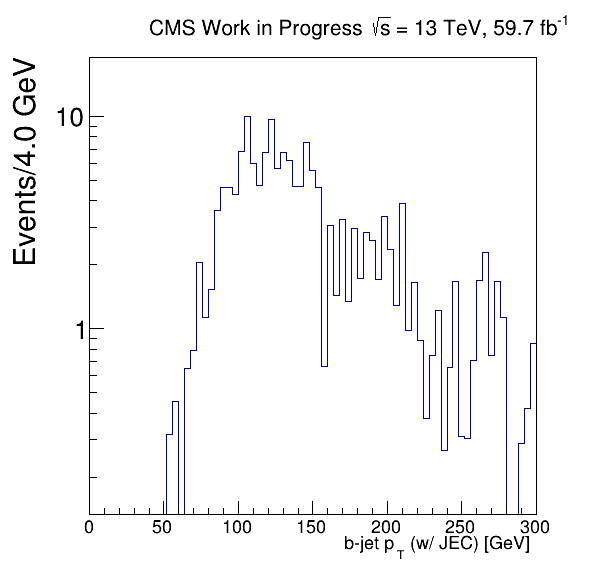 CMS Work in Progress √s = 13 TeV, 59.7 fb⁻¹
Events/4.0 GeV
10
1
0 50 100 150 200 250 300
b-jet p_T (w/ JEC) [GeV]